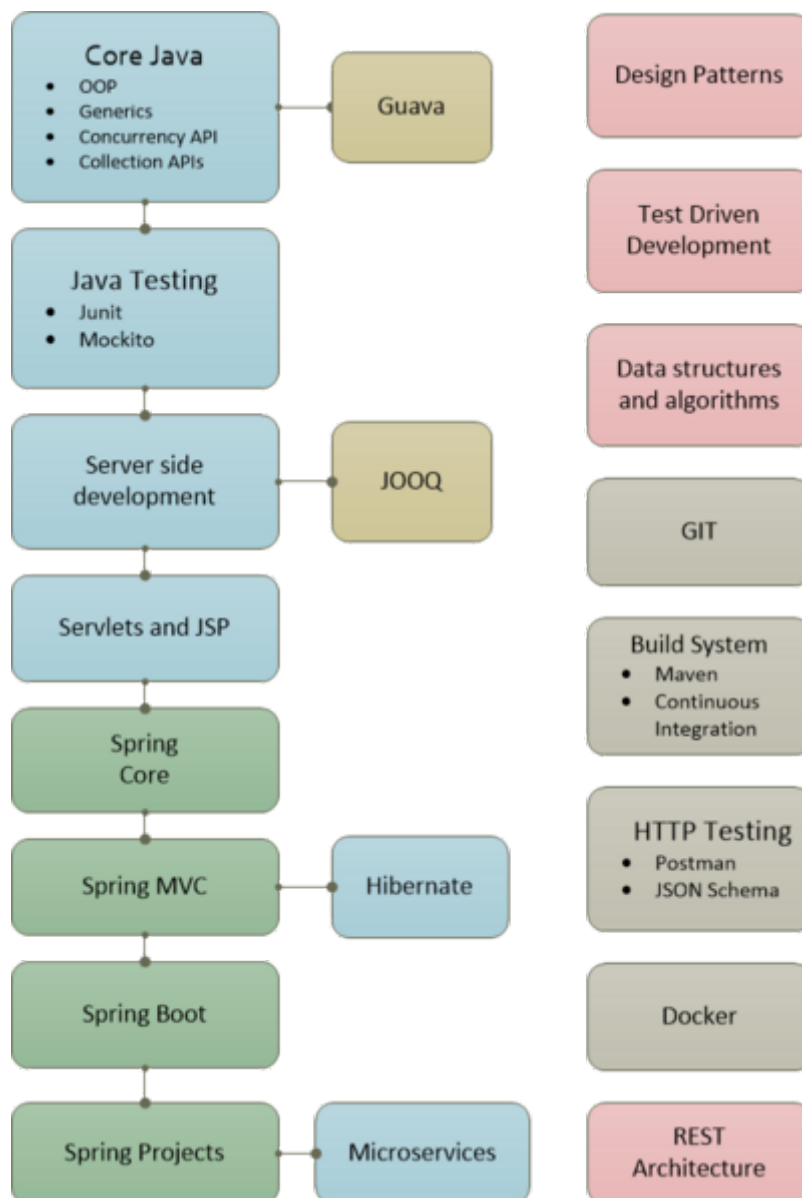 Core Java
• OOP
• Generics
• Concurrency API
• Collection APIs
Guava
Java Testing
• Junit
• Mockito
Server side
development
JOOQ
Servlets and JSP
Spring
Core
Spring MVC
Hibernate
Spring Boot
Spring Projects
Microservices
Design Patterns
Test Driven
Development
Data structures
and algorithms
GIT
Build System
• Maven
• Continuous
Integration
HTTP Testing
• Postman
• JSON Schema
Docker
REST
Architecture